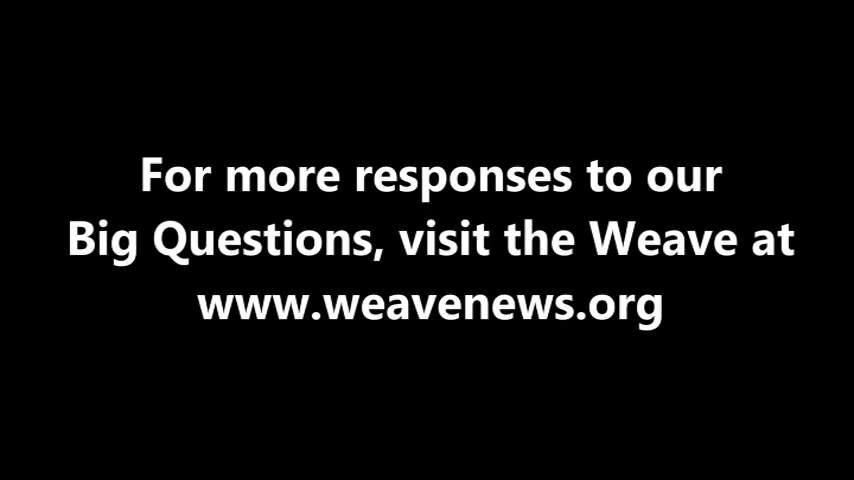 For more responses to our
Big Questions, visit the Weave at
www.weavenews.org